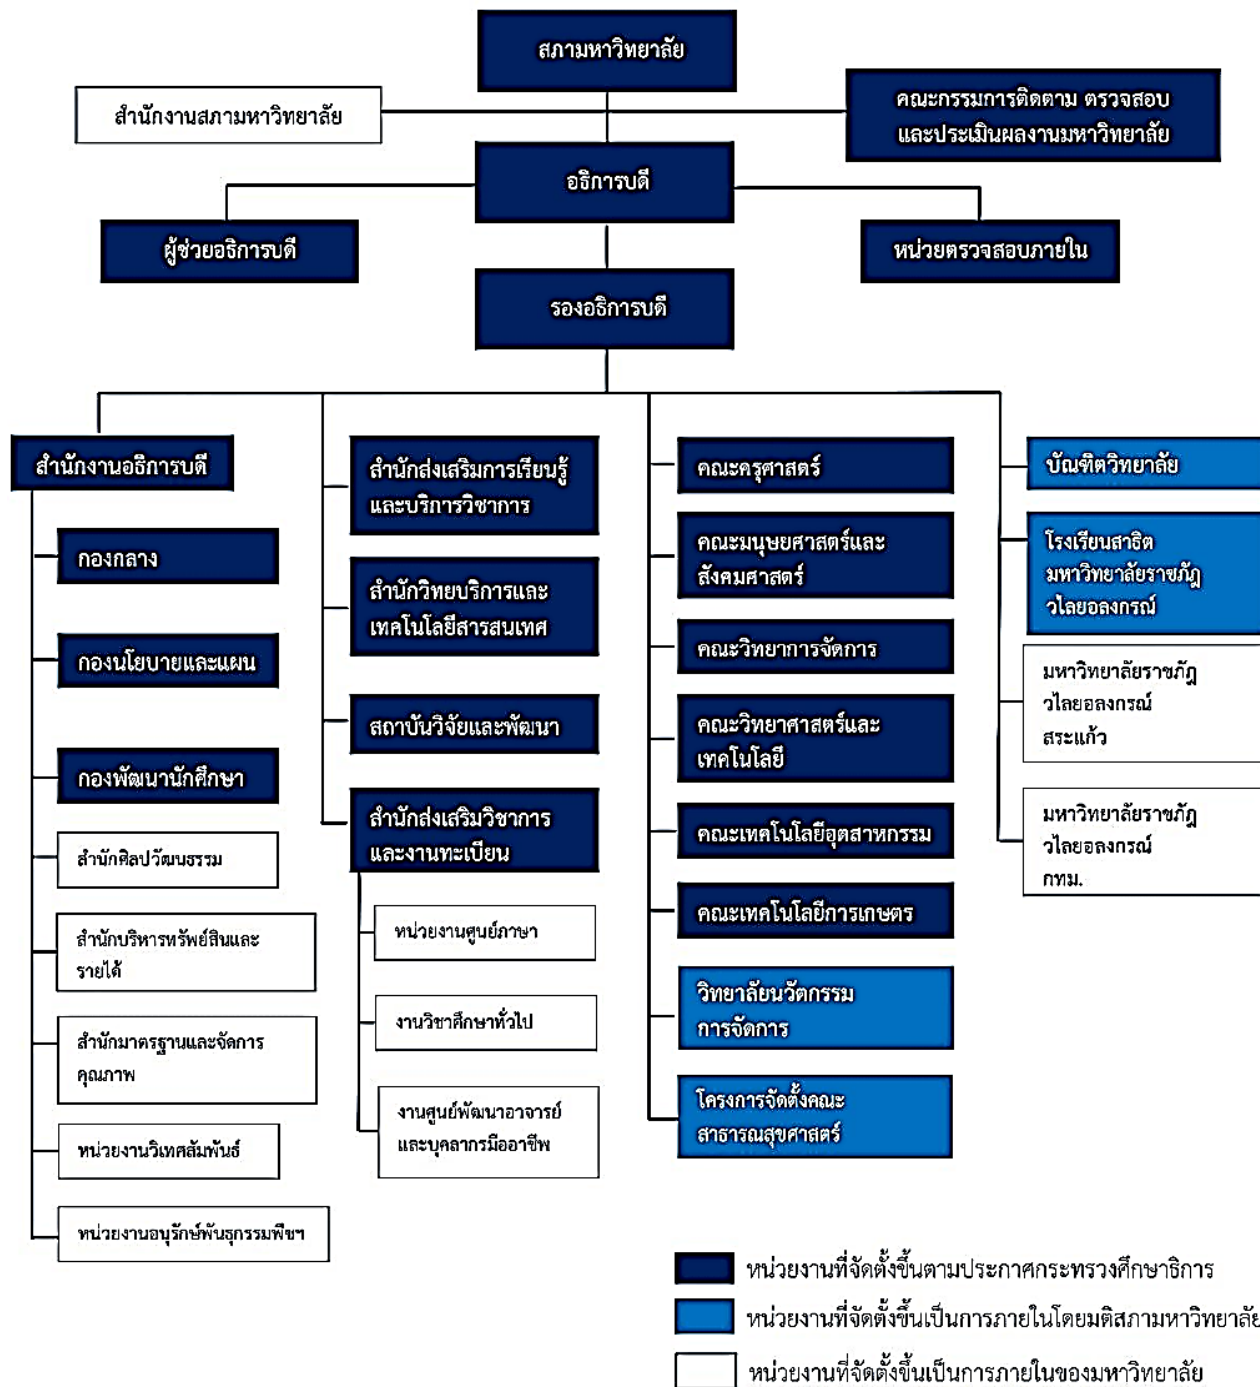 สภามหาวิทยาลัย
สำนักงานสภามหาวิทยาลัย
คณะกรรมการติดตาม ตรวจสอบ
และประเมินผลงานมหาวิทยาลัย
อธิการบดี
ผู้ช่วยอธิการบดี
หน่วยตรวจสอบภายใน
รองอธิการบดี
สำนักงานอธิการบดี
กองกลาง
กองนโยบายและแผน
กองพัฒนานักศึกษา
สำนักศิลปวัฒนธรรม
สำนักบริหารทรัพย์สินและ
รายได้
สำนักมาตรฐานและจัดการ
คุณภาพ
หน่วยงานวิเทศสัมพันธ์
หน่วยงานอนุรักษ์พันธุกรรมพืชฯ
สำนักส่งเสริมการเรียนรู้
และบริการวิชาการ
สำนักวิทยบริการและ
เทคโนโลยีสารสนเทศ
สถาบันวิจัยและพัฒนา
สำนักส่งเสริมวิชาการ
และงานทะเบียน
หน่วยงานศูนย์ภาษา
งานวิชาศึกษาทั่วไป
งานศูนย์พัฒนาอาจารย์
และบุคลากรมืออาชีพ
คณะครุศาสตร์
คณะมนุษยศาสตร์และ
สังคมศาสตร์
คณะวิทยาการจัดการ
คณะวิทยาศาสตร์และ
เทคโนโลยี
คณะเทคโนโลยีอุตสาหกรรม
คณะเทคโนโลยีการเกษตร
วิทยาลัยนวัตกรรม
การจัดการ
โครงการจัดตั้งคณะ
สาธารณสุขศาสตร์
บัณฑิตวิทยาลัย
โรงเรียนสาธิต
มหาวิทยาลัยราชภัฏ
วไลยอลงกรณ์
มหาวิทยาลัยราชภัฏ
วไลยอลงกรณ์
สระแก้ว
มหาวิทยาลัยราชภัฏ
วไลยอลงกรณ์
กทม.
หน่วยงานที่จัดตั้งขึ้นตามประกาศกระทรวงศึกษาธิการ
หน่วยงานที่จัดตั้งขึ้นเป็นการภายในโดยมติสภามหาวิทยาลัย
หน่วยงานที่จัดตั้งขึ้นเป็นการภายในของมหาวิทยาลัย